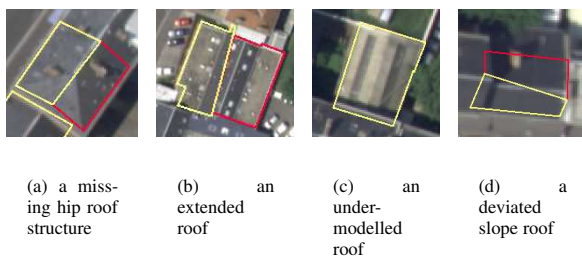 (a) a miss-
ing hip roof
structure
(b) an
extended
roof
(c) an
under-
modelled
roof
(d) a
deviated
slope roof